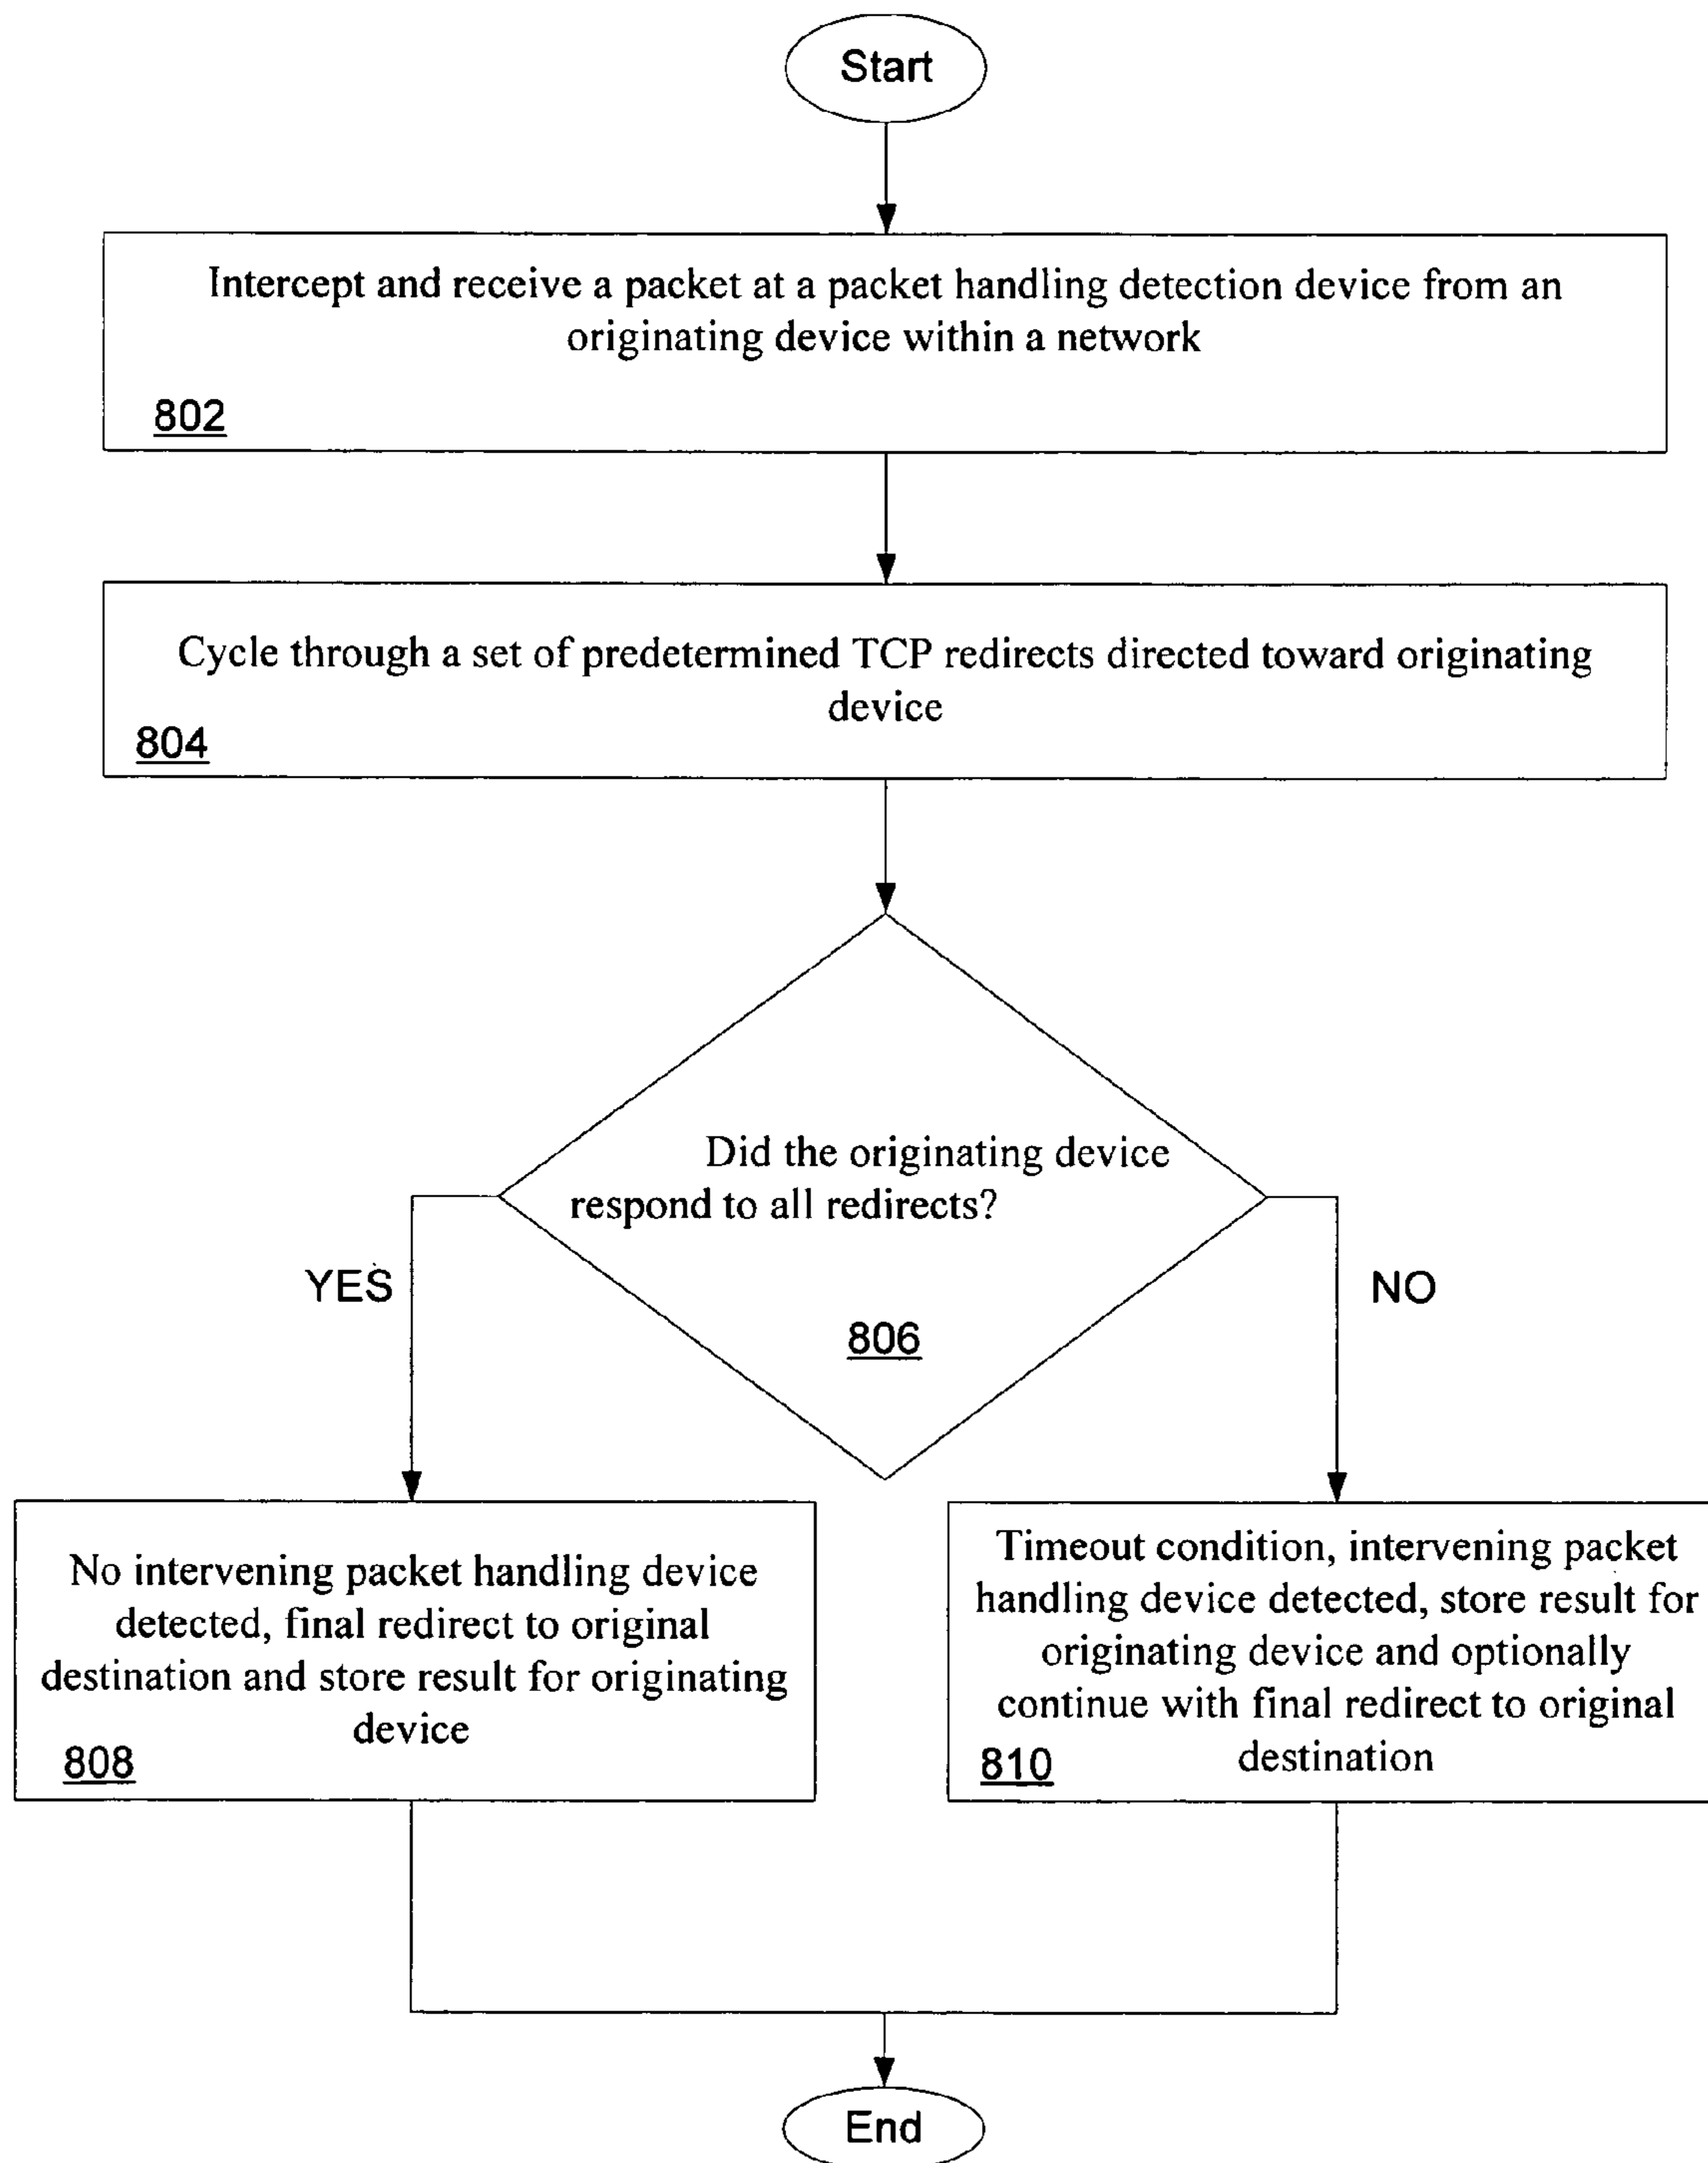 Start
Intercept and receive a packet at a packet handling detection device from an
originating device within a network
802
Cycle through a set of predetermined TCP redirects directed toward originating
device
804
Did the originating device
respond to all redirects?
806
YES
NO
No intervening packet handling device
detected, final redirect to original
destination and store result for originating
device
808
Timeout condition, intervening packet
handling device detected, store result for
originating device and optionally
continue with final redirect to original
destination
810
End